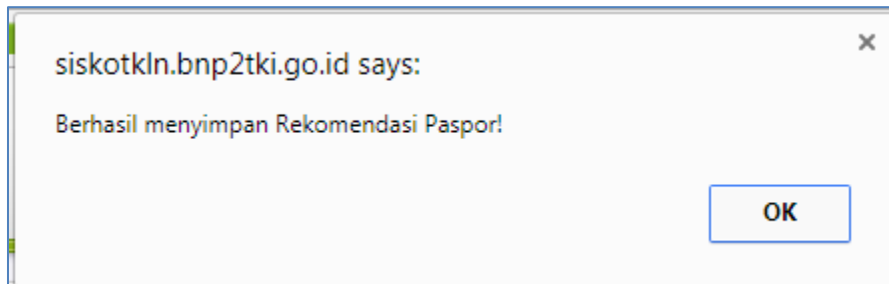 siskotkln.bnp2tki.go.id says:
Berhasil menyimpan Rekomendasi Paspor!
OK